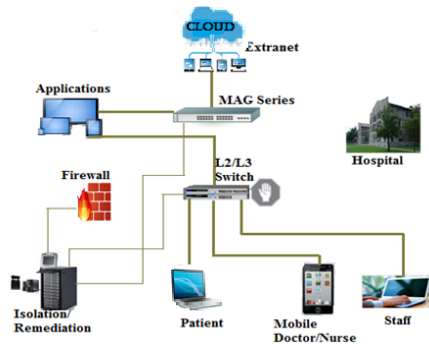 CLOUD
Extranet
Applications
MAG Series
Hospital
L2/L3
Switch
Firewall
Isolation/
Remediation
Patient
Mobile
Doctor/Nurse
Staff